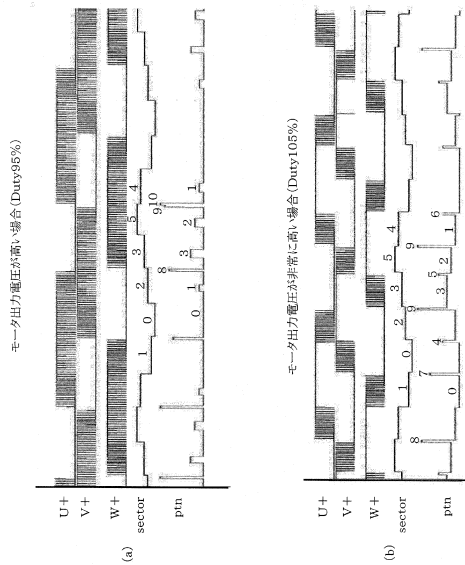 モータ出力電圧が高い場合(Duty95%)
U+
V+
W+
sector 1 0 2 3 5 4
ptn 0 1 8 3 2 9 10 1
(a)
モータ出力電圧が非常に高い場合(Duty105%)
U+
V+
W+
sector 1 0 2 3 5 4
ptn 8 0 7 4 9 3 5 2 9 1 6
(b)